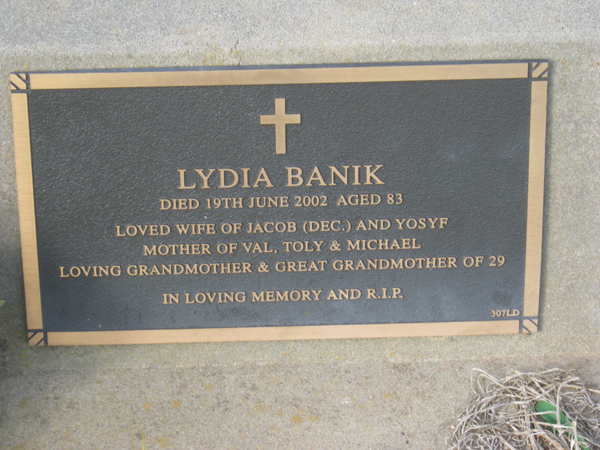 LYDIA BANIK
DIED 19TH JUNE 2002 AGED 83
LOVED WIFE OF JACOB (DEC.) AND YOSYF
MOTHER OF VAL, TOLY & MICHAEL
LOVING GRANDMOTHER & GREAT GRANDMOTHER OF 29
IN LOVING MEMORY AND R.I.P.
307LD